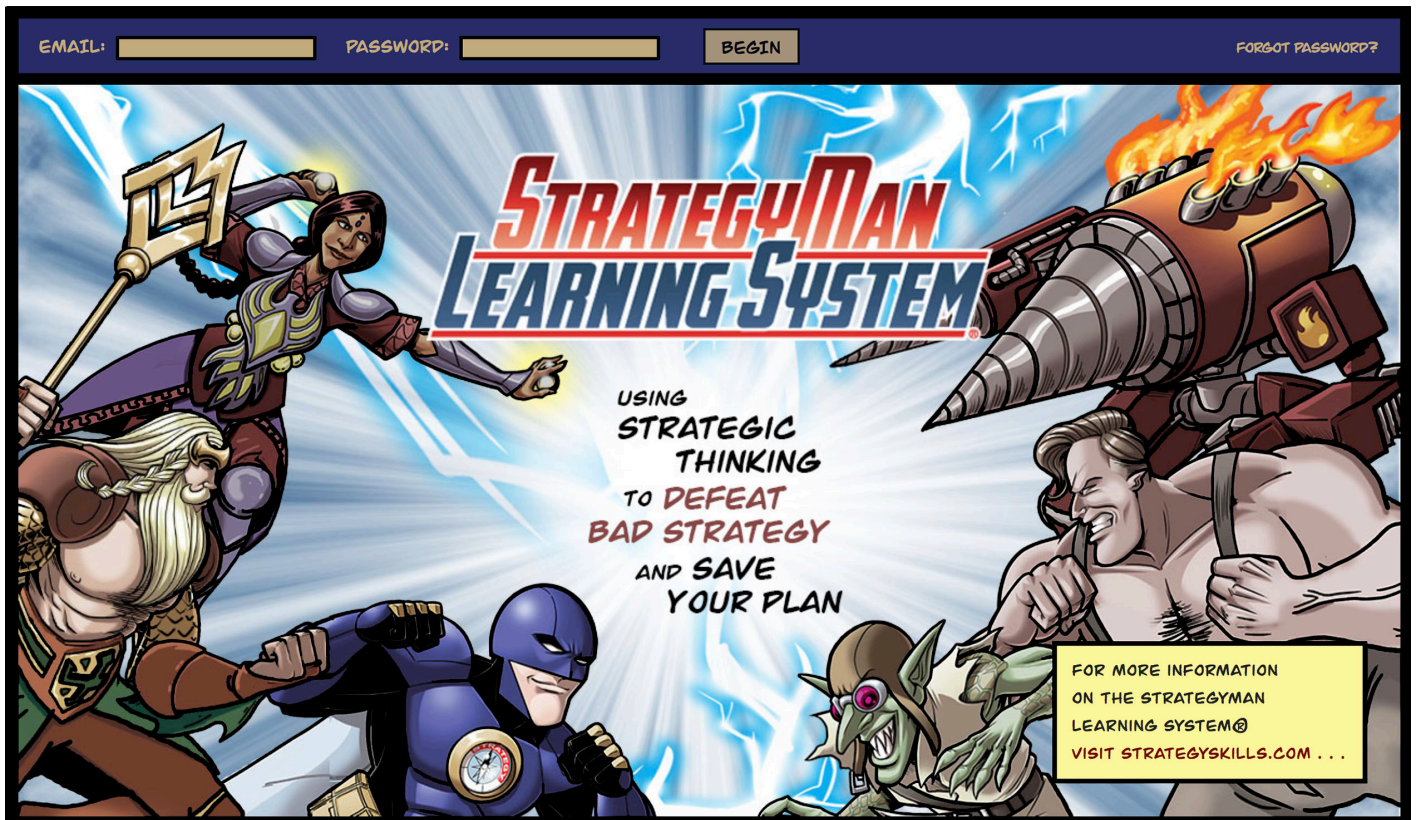 EMAIL:
PASSWORD:
BEGIN
FORGOT PASSWORD?
STRATEGYMAN
LEARNING SYSTEM®
USING
STRATEGIC
THINKING
TO DEFEAT
BAD STRATEGY
AND SAVE
YOUR PLAN
FOR MORE INFORMATION
ON THE STRATEGYMAN
LEARNING SYSTEM®
VISIT STRATEGYSKILLS.COM . . .